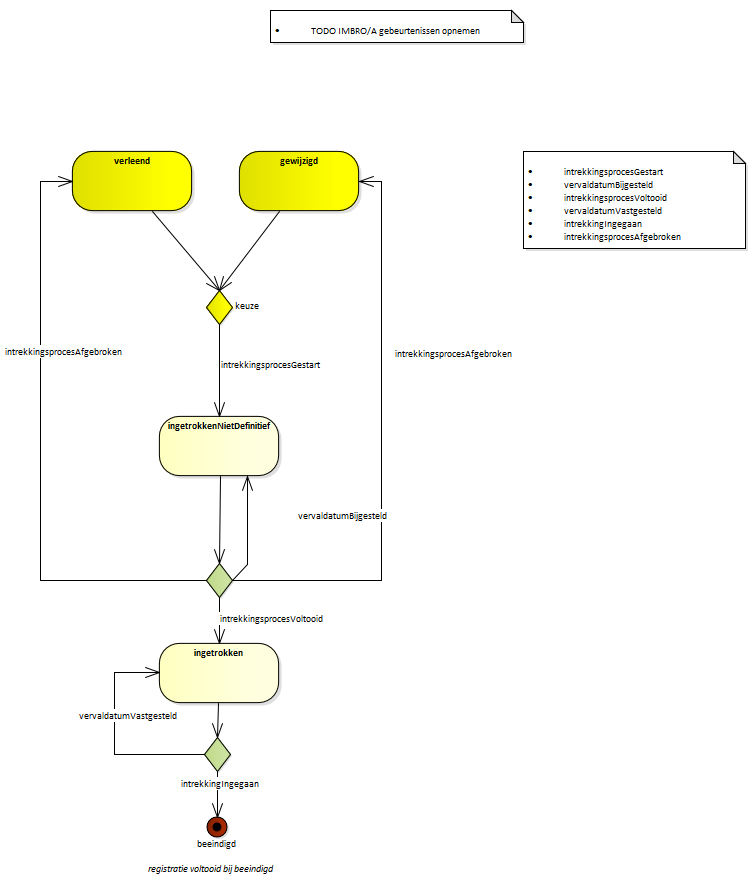 • TODO IMBRO/A gebeurtenissen opnemen
verleend
gewijzigd
• intrekkingsprocesGestart
• vervaldatumBijgesteld
• intrekkingsprocesVoltooid
• vervaldatumVastgesteld
• intrekkingIngegaan
• intrekkingsprocesAfgebroken
keuze
intrekkingsprocesAfgebroken
intrekkingsprocesAfgebroken
intrekkingsprocesGestart
ingetrokkenNietDefinitief
vervaldatumBijgesteld
intrekkingsprocesVoltooid
ingetrokken
vervaldatumVastgesteld
intrekkingIngegaan
beeindigd
registratie voltooid bij beeindigd